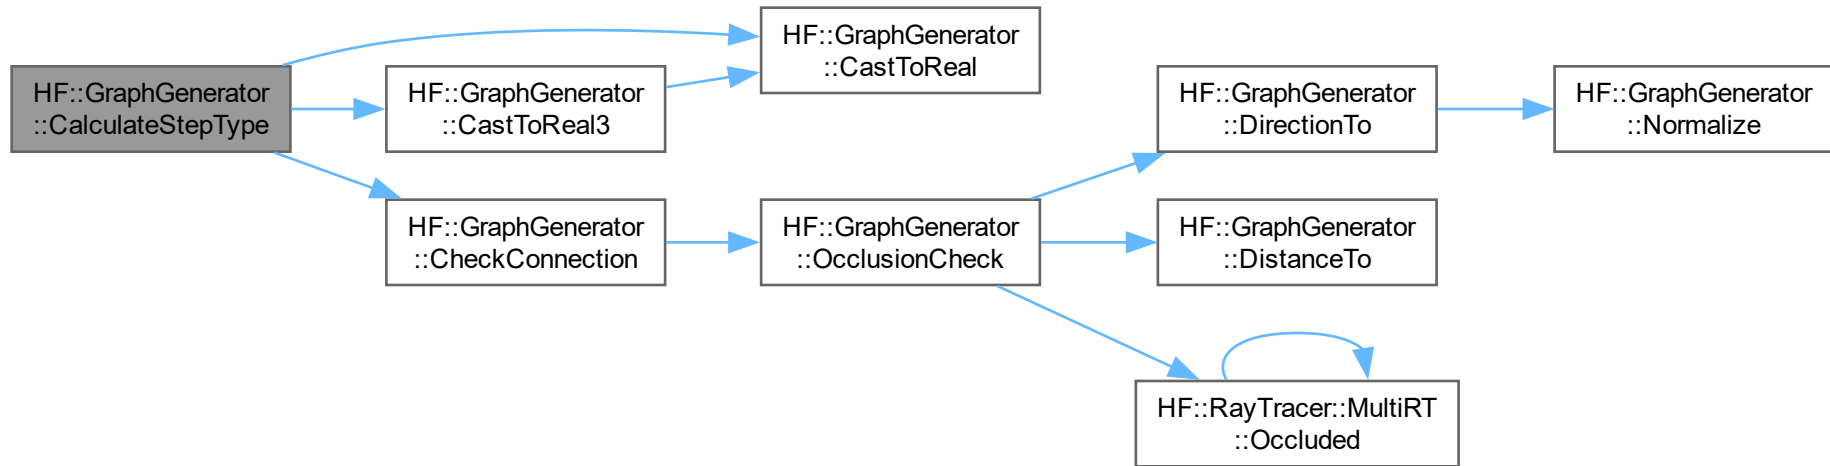 HF::GraphGenerator
::CalculateStepType
HF::GraphGenerator
::CastToReal3
HF::GraphGenerator
::CastToReal
HF::GraphGenerator
::CheckConnection
HF::GraphGenerator
::OcclusionCheck
HF::GraphGenerator
::DirectionTo
HF::GraphGenerator
::Normalize
HF::GraphGenerator
::DistanceTo
HF::RayTracer::MultiRT
::Occluded